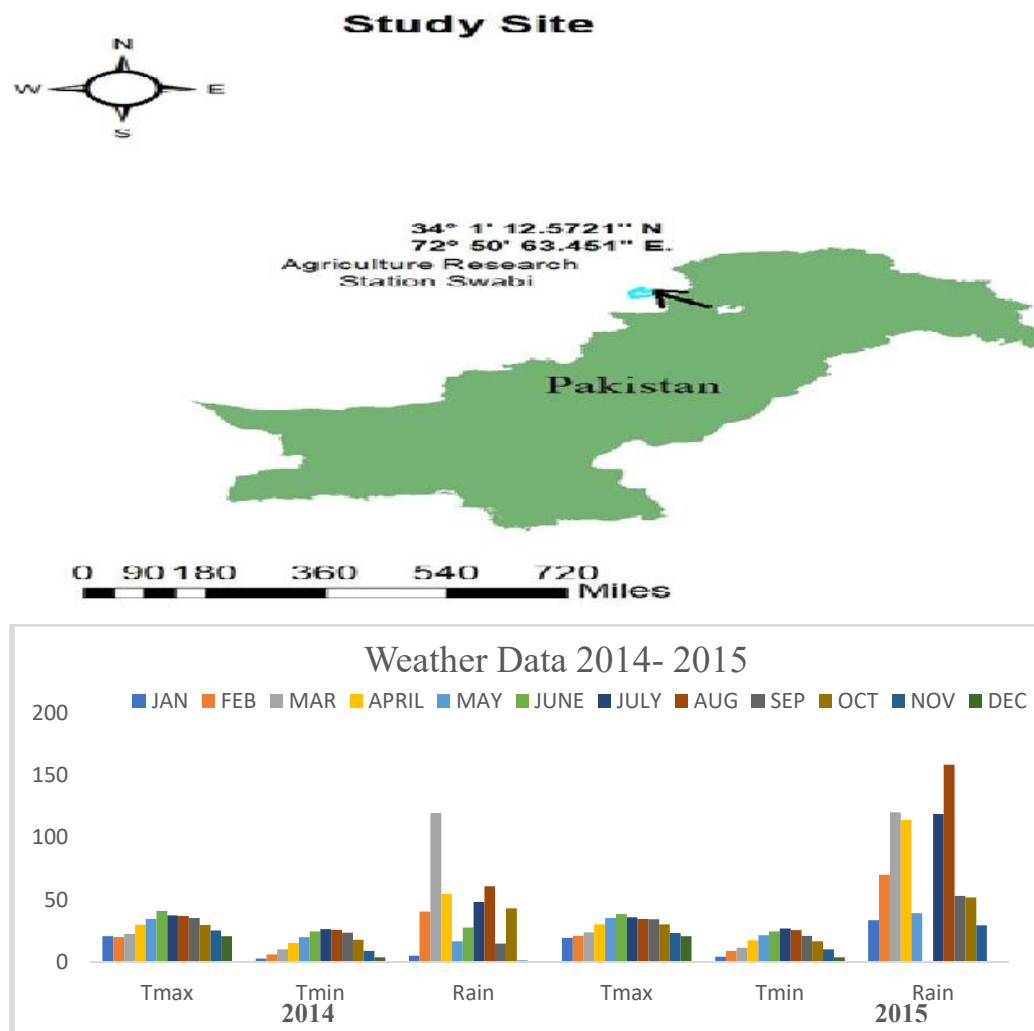 Study Site
N
W E
S
34° 1' 12.5721" N
72° 50' 63.451" E.
Agriculture Research
Station Swabi
Pakistan
0 90 180 360 540 720
Miles
Weather Data 2014- 2015
JAN FEB MAR APRIL MAY JUNE JULY AUG SEP OCT NOV DEC
200
150
100
50
0
Tmax Tmin Rain Tmax Tmin Rain
2014 2015